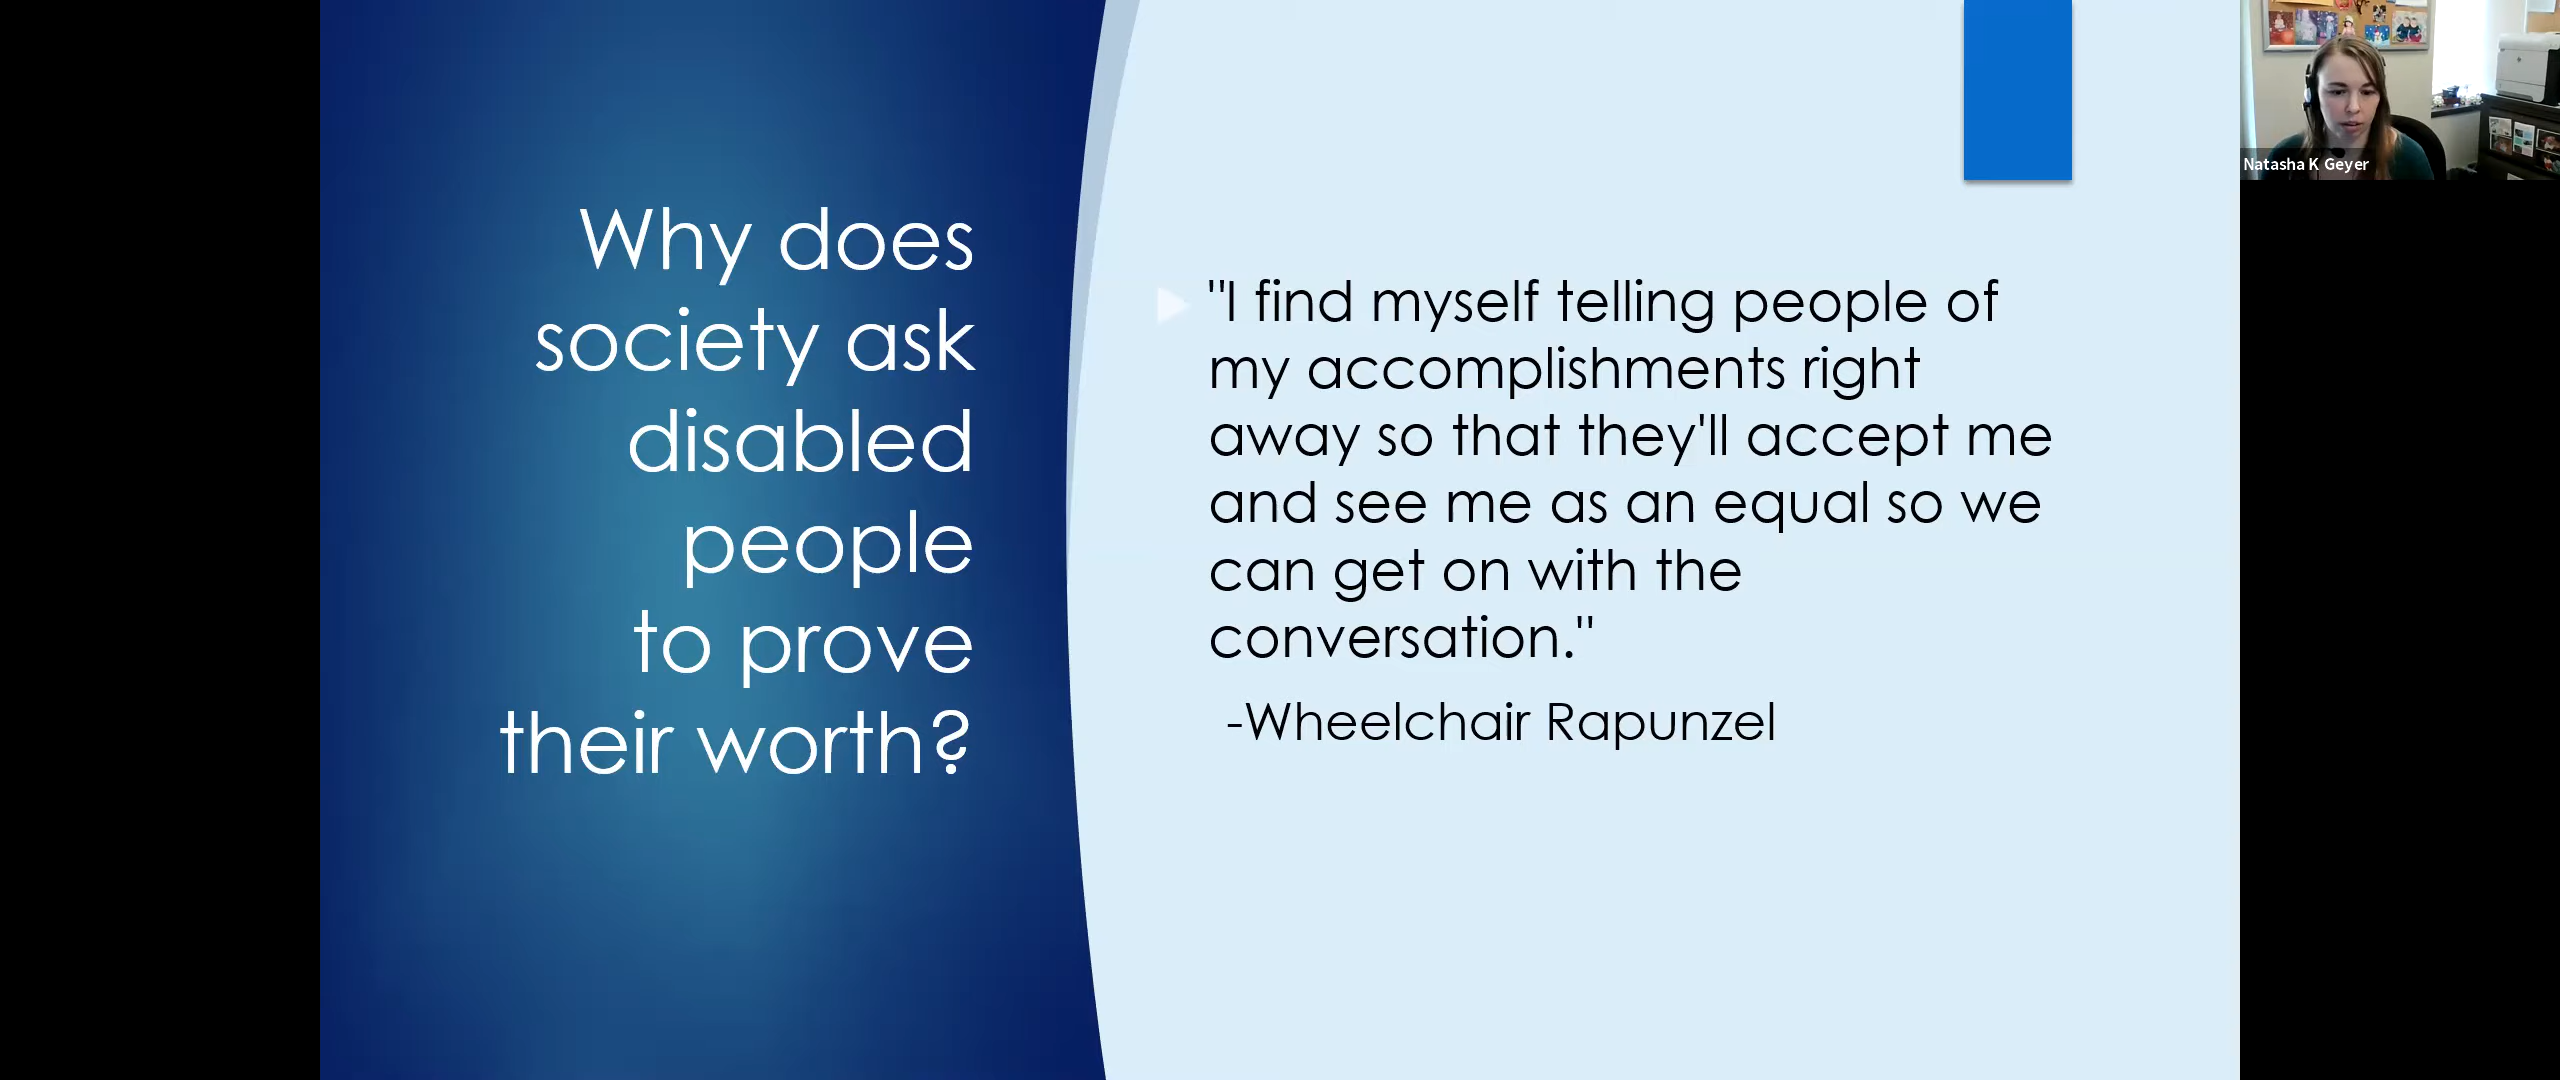 Why does
society ask
disabled
people
to prove
their worth?
"I find myself telling people of
my accomplishments right
away so that they'll accept me
and see me as an equal so we
can get on with the
conversation."
-Wheelchair Rapunzel
Natasha K Geyer